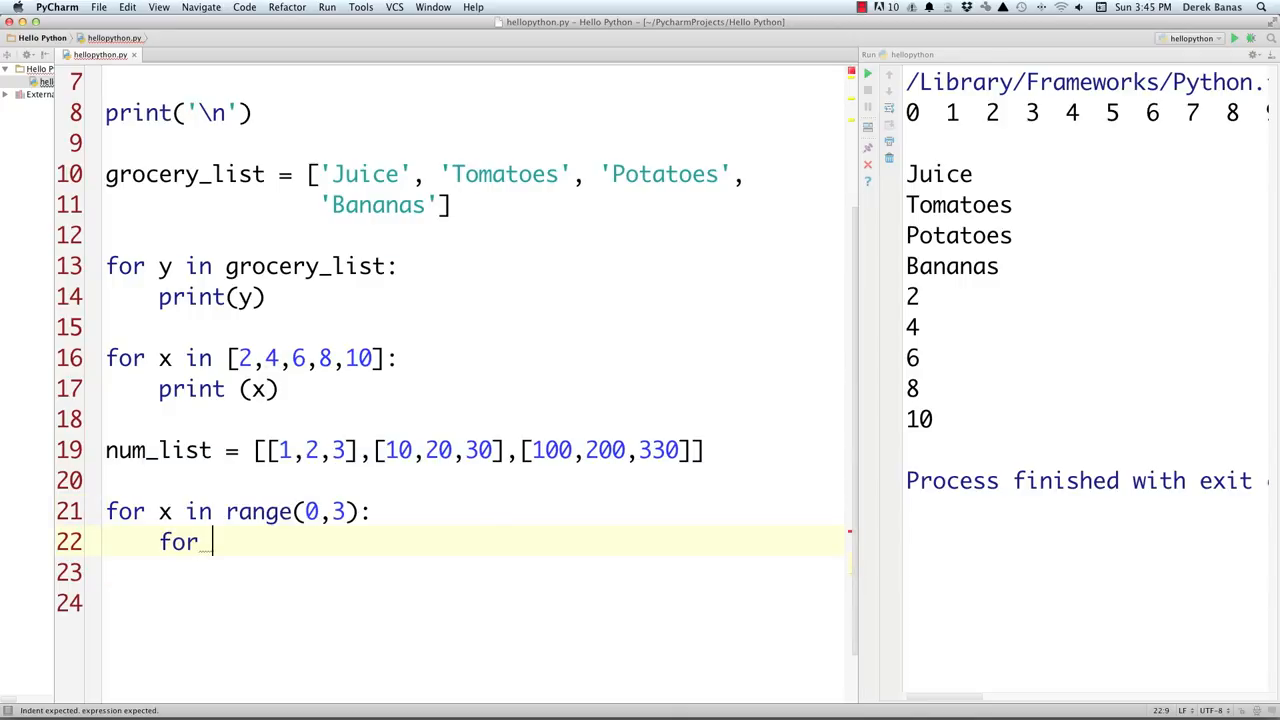 PyCharm File Edit View Navigate Code Refactor Run Tools VCS Window Help 10 Sun 3:45 PM Derek Banas
hellopython.py – Hello Python – [~/PycharmProjects/Hello Python]
Hello Python hellopython.py hellopython
hellopython.py Run hellopython
Hello P
hell
Externa
7
8 print('\n')
9
10 grocery_list = ['Juice', 'Tomatoes', 'Potatoes',
11 'Bananas']
12
13 for y in grocery_list:
14 print(y)
15
16 for x in [2,4,6,8,10]:
17 print (x)
18
19 num_list = [[1,2,3],[10,20,30],[100,200,330]]
20
21 for x in range(0,3):
22 for
23
24
/Library/Frameworks/Python.
0 1 2 3 4 5 6 7 8 9
Juice
Tomatoes
Potatoes
Bananas
2
4
6
8
10
Process finished with exit
Indent expected. expression expected. 22:9 LF UTF-8